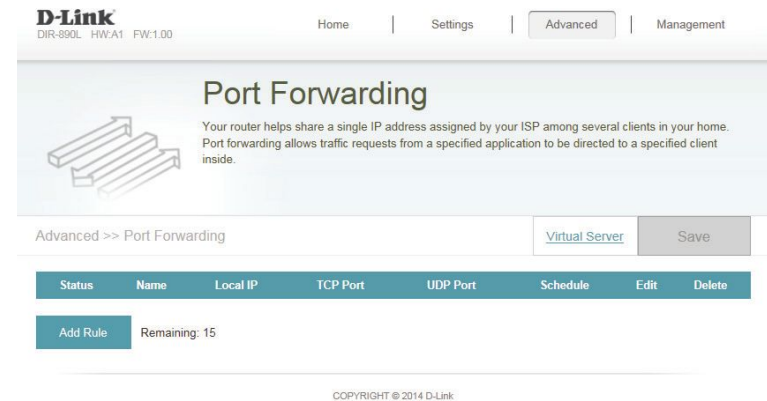 D-Link
DIR-890L HW:A1 FW:1.00
Home | Settings | Advanced | Management
Port Forwarding
Your router helps share a single IP address assigned by your ISP among several clients in your home.
Port forwarding allows traffic requests from a specified application to be directed to a specified client
inside.
Advanced >> Port Forwarding
Virtual Server
Save
Status Name Local IP TCP Port UDP Port Schedule Edit Delete
Add Rule Remaining: 15
COPYRIGHT © 2014 D-Link